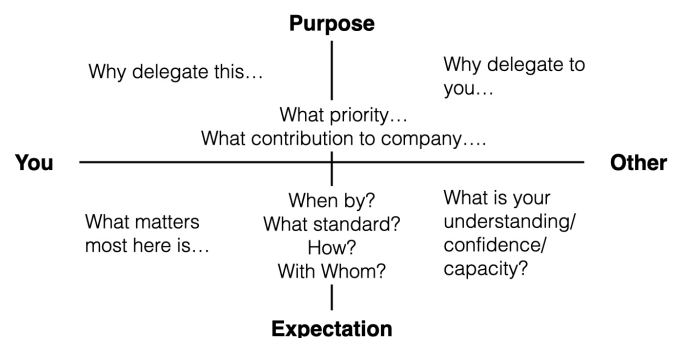 Purpose
Why delegate this…
Why delegate to
you…
What priority…
What contribution to company….
You
Other
When by?
What standard?
How?
With Whom?
What matters
most here is…
What is your
understanding/
confidence/
capacity?
Expectation